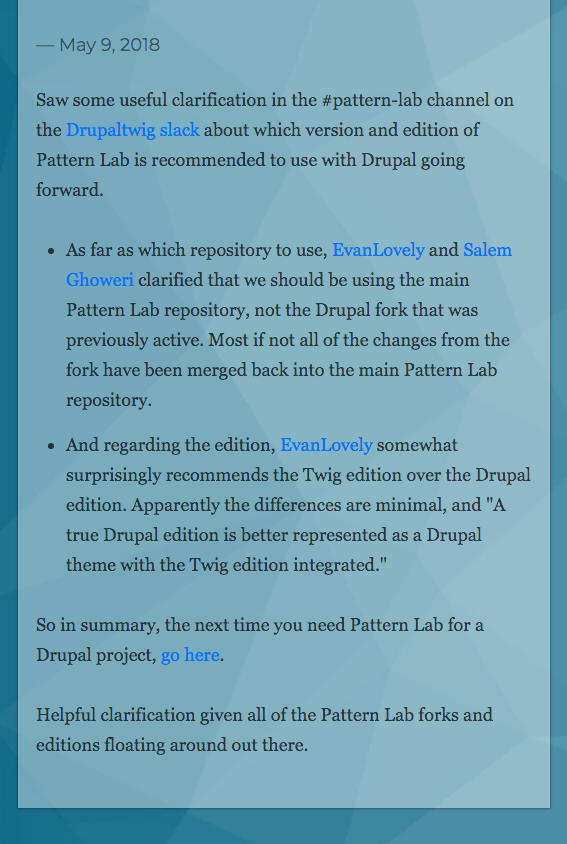 — May 9, 2018
Saw some useful clarification in the #pattern-lab channel on
the Drupaltwig slack about which version and edition of
Pattern Lab is recommended to use with Drupal going
forward.
• As far as which repository to use, EvanLovely and Salem
Ghoweri clarified that we should be using the main
Pattern Lab repository, not the Drupal fork that was
previously active. Most if not all of the changes from the
fork have been merged back into the main Pattern Lab
repository.
• And regarding the edition, EvanLovely somewhat
surprisingly recommends the Twig edition over the Drupal
edition. Apparently the differences are minimal, and "A
true Drupal edition is better represented as a Drupal
theme with the Twig edition integrated."
So in summary, the next time you need Pattern Lab for a
Drupal project, go here.
Helpful clarification given all of the Pattern Lab forks and
editions floating around out there.